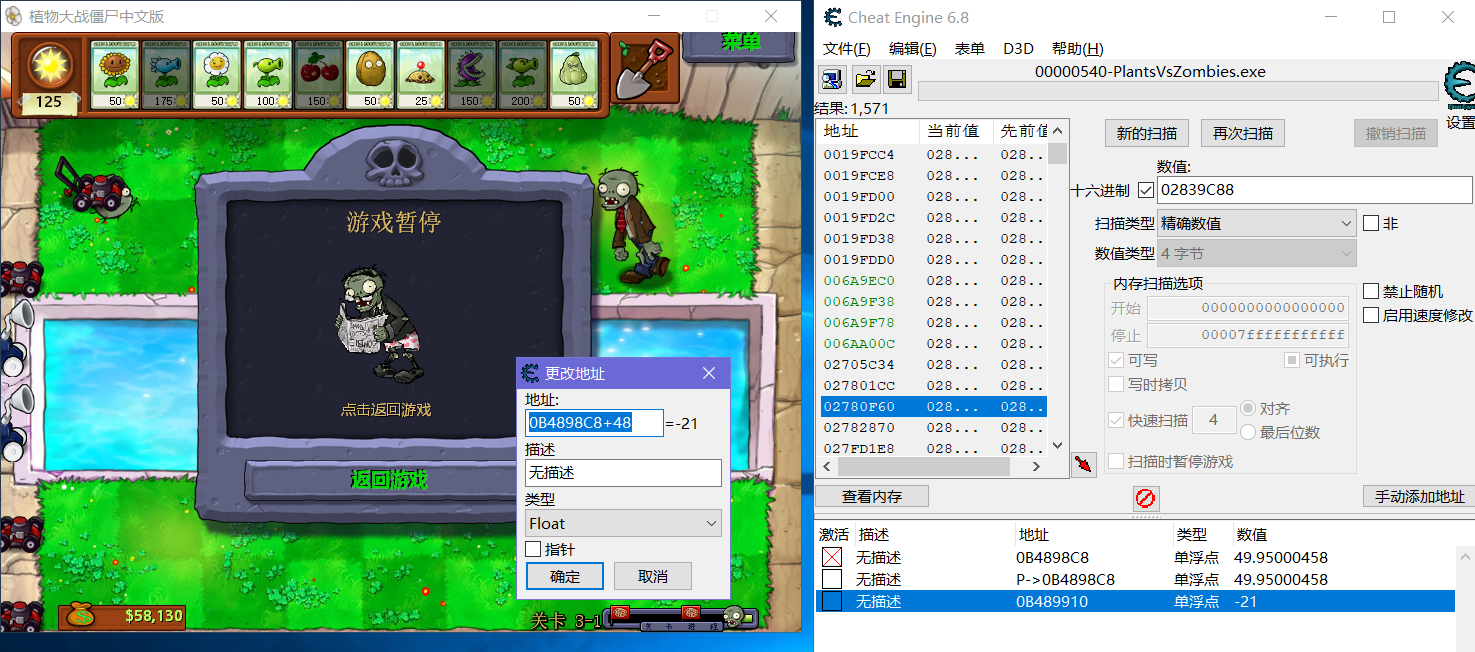 植物大战僵尸中文版
125
50
175
50
100
150
50
25
150
200
50
菜单
游戏暂停
点击返回游戏
返回游戏
$58,130
关卡 3-1
关 卡 进 程
更改地址
地址:
0B4898C8+48
=-21
描述
无描述
类型
Float
指针
确定
取消
Cheat Engine 6.8
文件(F) 编辑(E) 表单 D3D 帮助(H)
00000540-PlantsVsZombies.exe
结果: 1,571
设置
地址 当前值 先前值
0019FCC4 028... 028..
0019FCE8 028... 028..
0019FD00 028... 028..
0019FD2C 028... 028..
0019FD38 028... 028..
0019FDD0 028... 028..
006A9EC0 028... 028..
006A9F38 028... 028..
006A9F78 028... 028..
006AA00C 028... 028..
02705C34 028... 028..
027801CC 028... 028..
02780F60 028... 028..
02782870 028... 028..
027FD1E8 028... 028..
新的扫描 再次扫描 撤销扫描
数值:
十六进制 02839C88
扫描类型 精确数值 非
数值类型 4 字节
内存扫描选项
开始 0000000000000000
停止 00007fffffffffff
可写 可执行
写时拷贝
快速扫描 4 对齐
最后位数
扫描时暂停游戏
禁止随机
启用速度修改
查看内存
手动添加地址
激活 描述 地址 类型 数值
无描述 0B4898C8 单浮点 49.95000458
无描述 P->0B4898C8 单浮点 49.95000458
无描述 0B489910 单浮点 -21